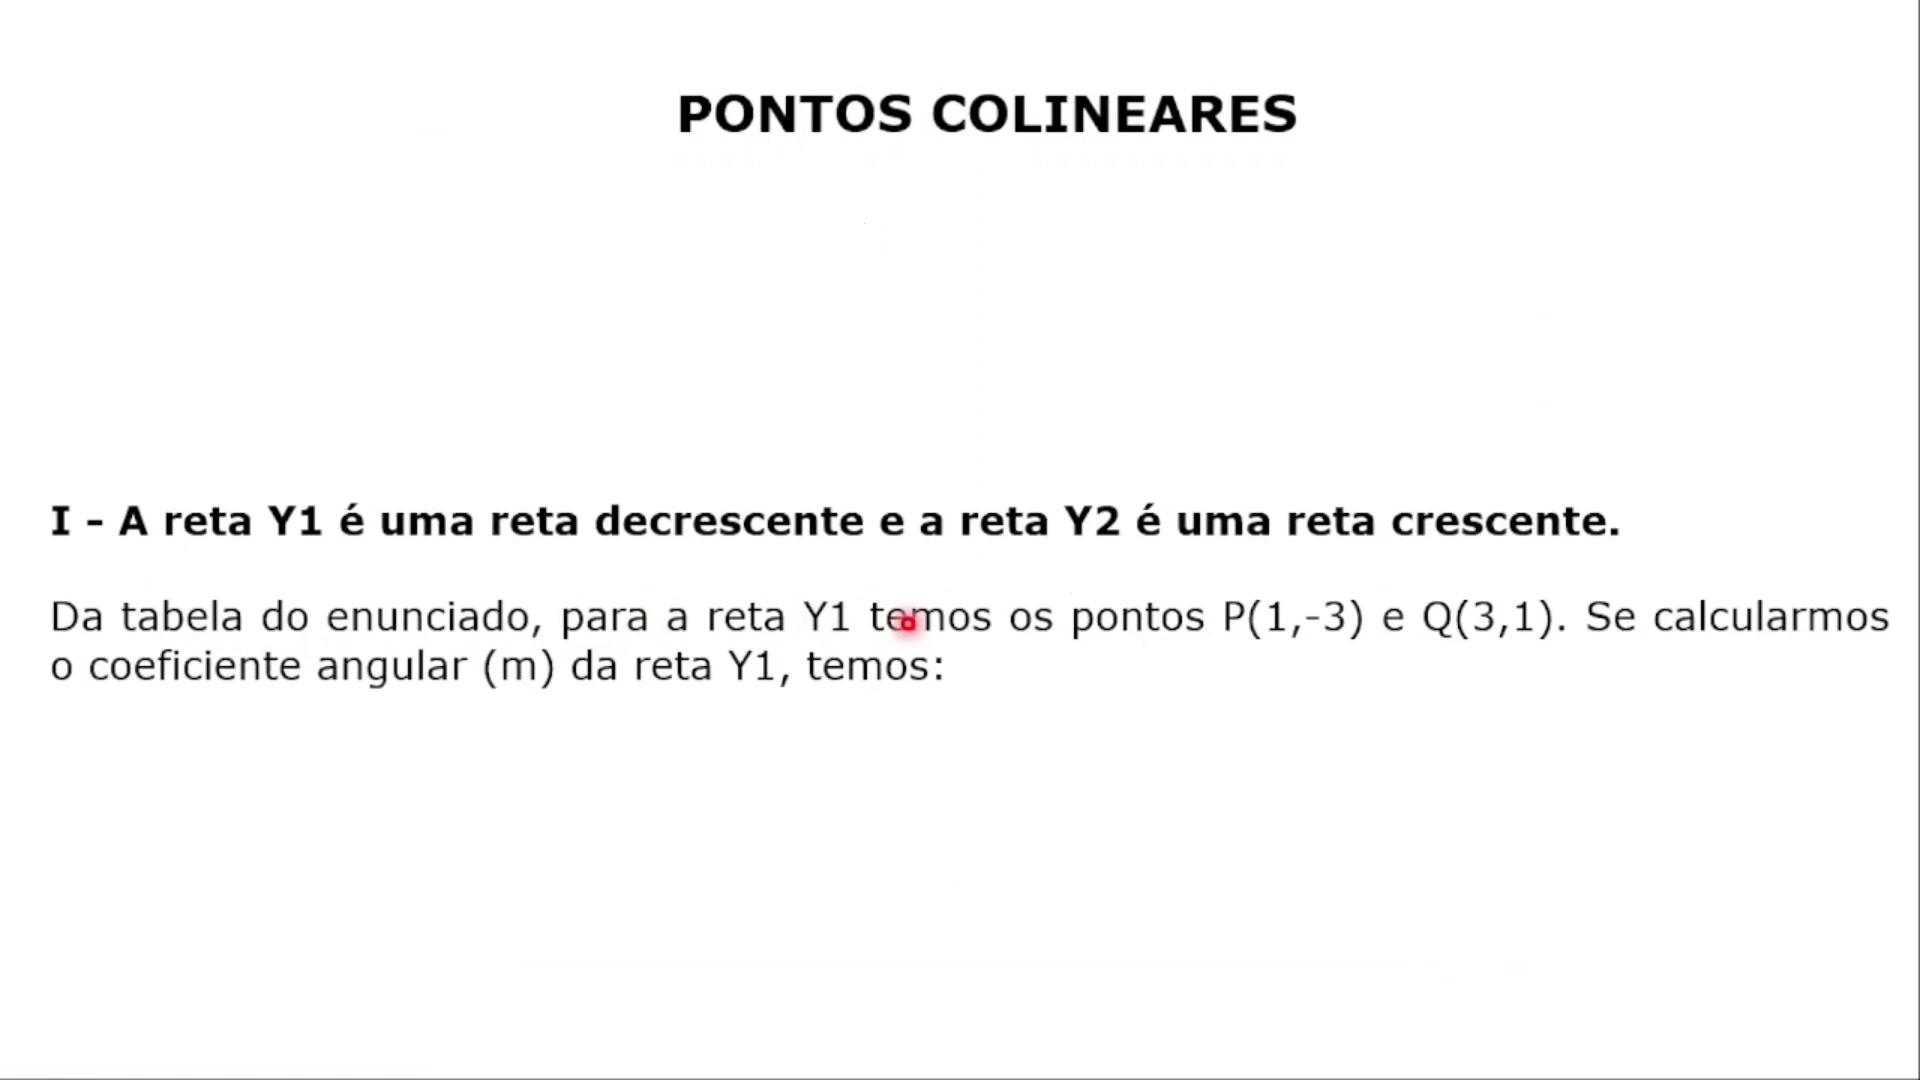 PONTOS COLINEARES
I - A reta Y1 é uma reta decrescente e a reta Y2 é uma reta crescente.
Da tabela do enunciado, para a reta Y1 temos os pontos P(1,-3) e Q(3,1). Se calcularmos
o coeficiente angular (m) da reta Y1, temos: